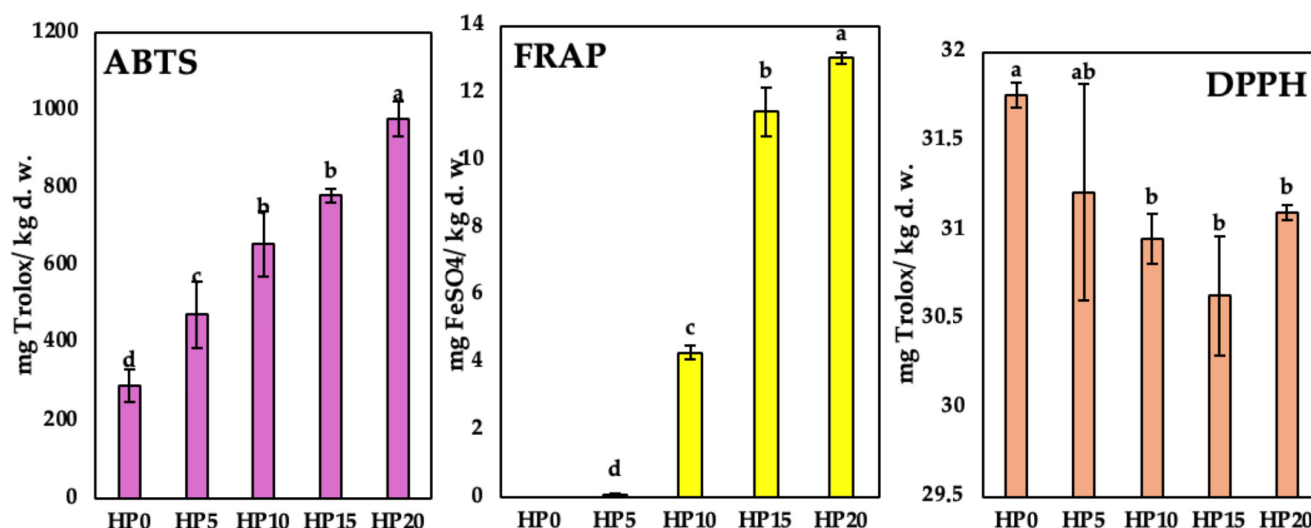 ABTS
mg Trolox/ kg d. w.
1200
1000
800
600
400
200
0
d
c
b
b
a
HP0 HP5 HP10 HP15 HP20
FRAP
mg FeSO4/ kg d. w.
14
12
10
8
6
4
2
0
d
c
b
a
HP0 HP5 HP10 HP15 HP20
DPPH
mg Trolox/ kg d. w.
32
31.5
31
30.5
30
29.5
a
ab
b
b
b
HP0 HP5 HP10 HP15 HP20